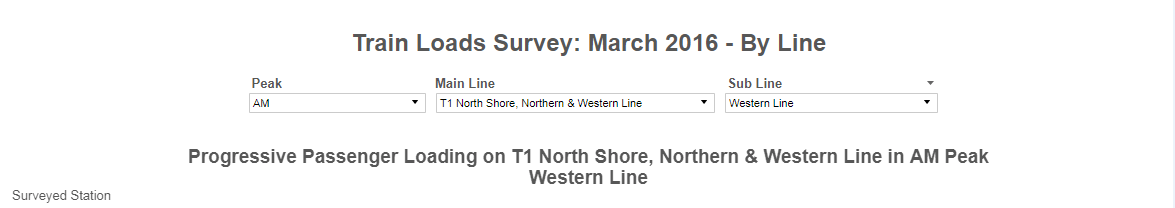 Train Loads Survey: March 2016 - By Line
Peak Main Line Sub Line
AM T1 North Shore, Northern & Western Line Western Line
Progressive Passenger Loading on T1 North Shore, Northern & Western Line in AM Peak
Western Line
Surveyed Station